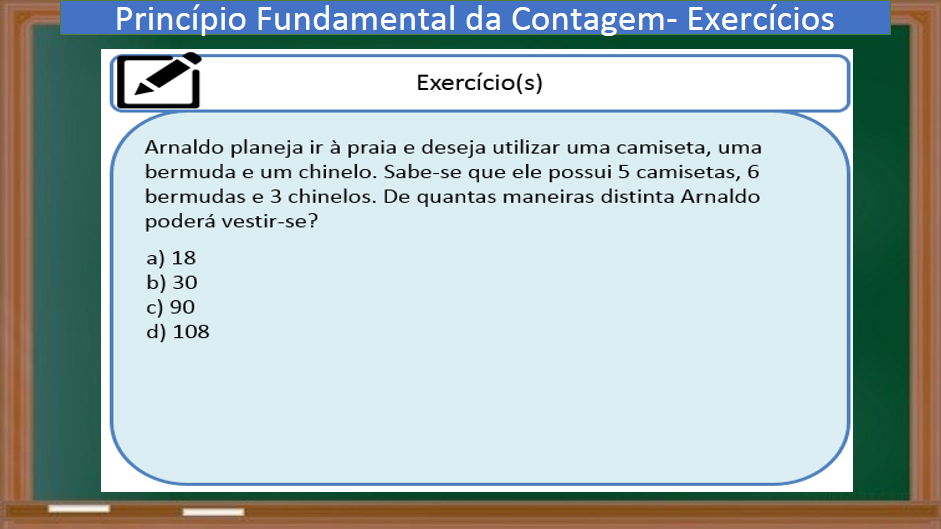 Princípio Fundamental da Contagem- Exercícios
Exercício(s)
Arnaldo planeja ir à praia e deseja utilizar uma camiseta, uma
bermuda e um chinelo. Sabe-se que ele possui 5 camisetas, 6
bermudas e 3 chinelos. De quantas maneiras distinta Arnaldo
poderá vestir-se?
a) 18
b) 30
c) 90
d) 108